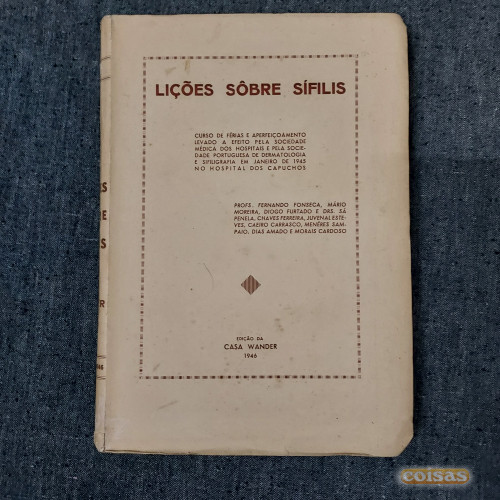 LIÇÕES SÔBRE SÍFILIS
CURSO DE FÉRIAS E APERFEIÇOAMENTO
LEVADO A EFEITO PELA SOCIEDADE
MÉDICA DOS HOSPITAIS E PELA SOCIE-
DADE PORTUGUESA DE DERMATOLOGIA
E SIFILIGRAFIA EM JANEIRO DE 1945
NO HOSPITAL DOS CAPUCHOS
PROFS. FERNANDO FONSECA, MÁRIO
MOREIRA, DIOGO FURTADO E DRS. SÁ
PENELA, CHAVES FERREIRA, JUVENAL ESTE-
VES, CAEIRO CARRASCO, MENÉRES SAM-
PAIO, DIAS AMADO E MORAIS CARDOSO
EDIÇÃO DA
CASA WANDER
1946
coisas